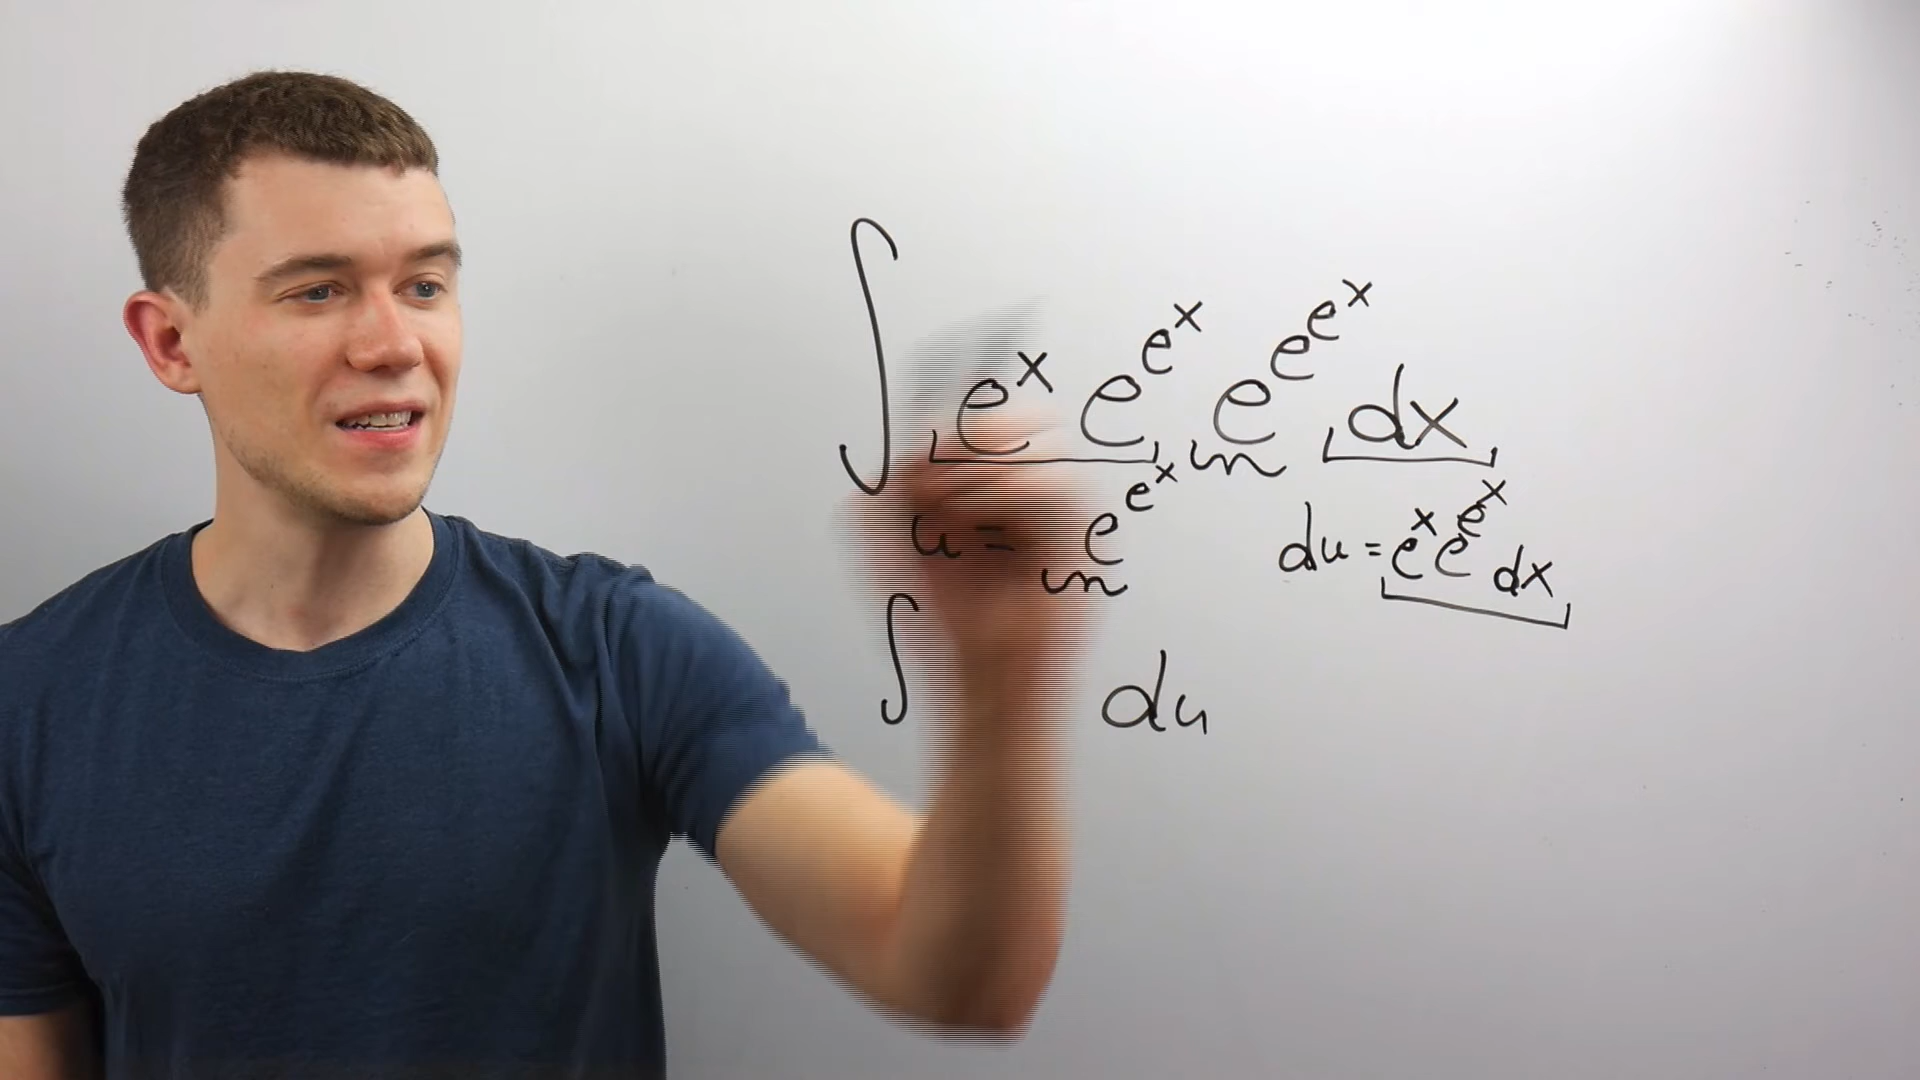 ∫ e^x e^{e^x} e^{e^{e^x}} dx
u = e^{e^x} du = e^x e^{e^x} dx
∫ du